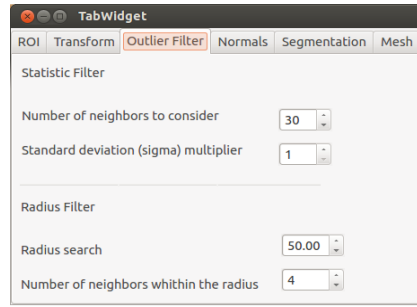 TabWidget
ROI Transform Outlier Filter Normals Segmentation Mesh
Statistic Filter
Number of neighbors to consider 30
Standard deviation (sigma) multiplier 1
Radius Filter
Radius search 50.00
Number of neighbors whithin the radius 4